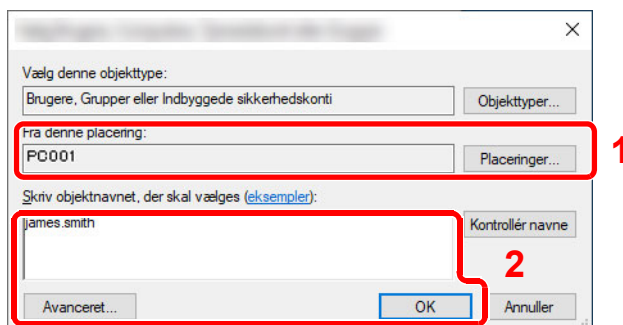 Vælg denne objekttype:
Brugere, Grupper eller Indbyggede sikkerhedskonti
Objekttyper...
Fra denne placering:
PC001
Placeringer...
1
Skriv objektnavnet, der skal vælges (eksempler):
james.smith
Kontrollér navne
2
Avanceret...
OK
Annuller